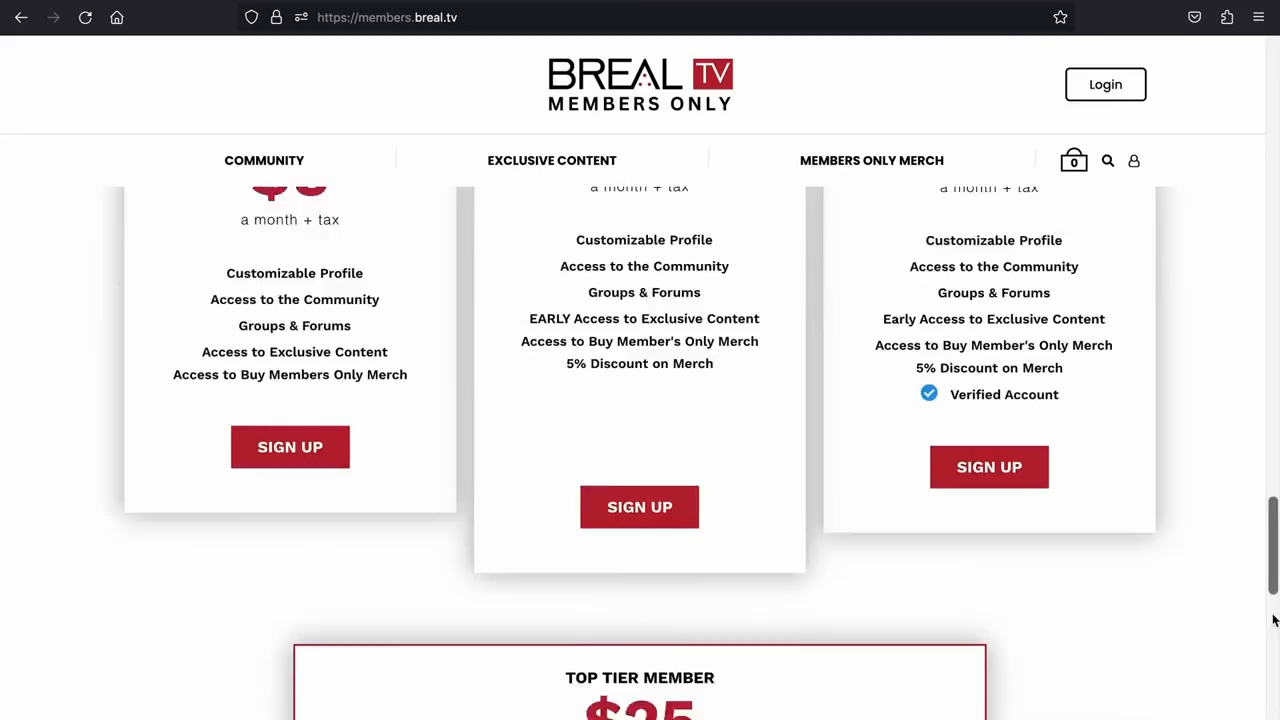 https://members.breal.tv
BREAL TV
MEMBERS ONLY
Login
COMMUNITY
EXCLUSIVE CONTENT
MEMBERS ONLY MERCH
0
a month + tax
Customizable Profile
Access to the Community
Groups & Forums
Access to Exclusive Content
Access to Buy Members Only Merch
SIGN UP
a month + tax
Customizable Profile
Access to the Community
Groups & Forums
EARLY Access to Exclusive Content
Access to Buy Member's Only Merch
5% Discount on Merch
SIGN UP
a month + tax
Customizable Profile
Access to the Community
Groups & Forums
Early Access to Exclusive Content
Access to Buy Member's Only Merch
5% Discount on Merch
Verified Account
SIGN UP
TOP TIER MEMBER
$25